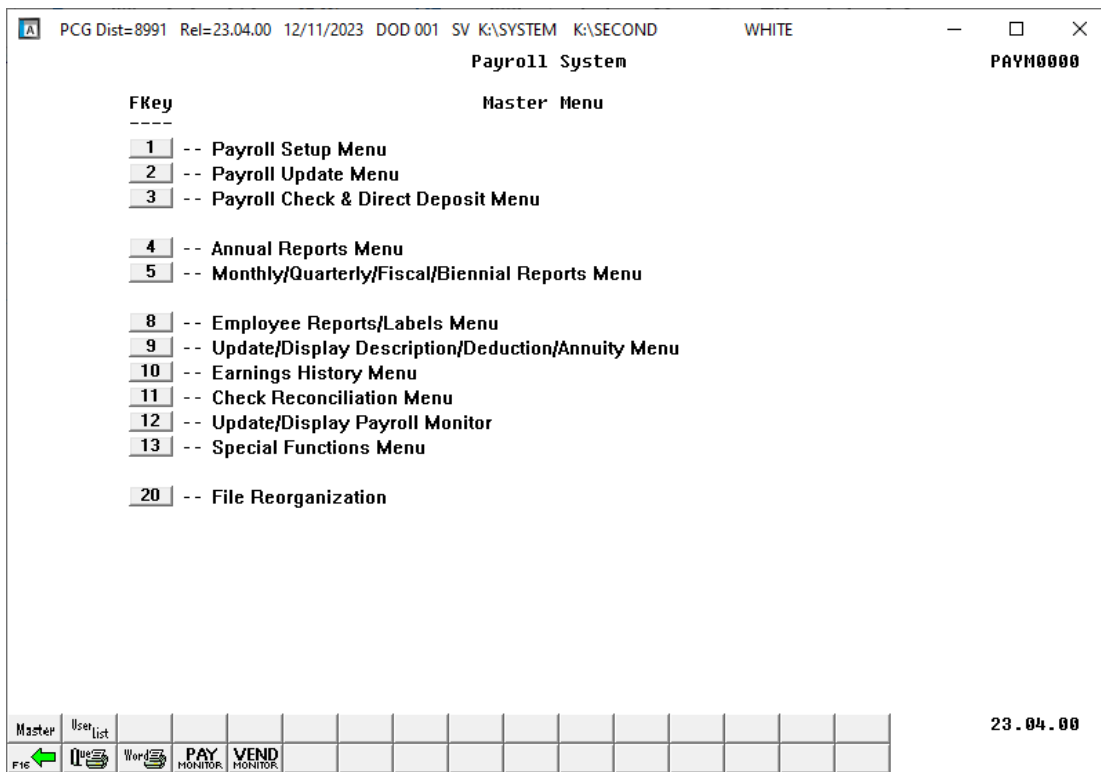 A PCG Dist=8991 Rel=23.04.00 12/11/2023 DOD 001 SV K:\SYSTEM K:\SECOND WHITE
Payroll System PAYM0000
FKey Master Menu
----
1 -- Payroll Setup Menu
2 -- Payroll Update Menu
3 -- Payroll Check & Direct Deposit Menu
4 -- Annual Reports Menu
5 -- Monthly/Quarterly/Fiscal/Biennial Reports Menu
8 -- Employee Reports/Labels Menu
9 -- Update/Display Description/Deduction/Annuity Menu
10 -- Earnings History Menu
11 -- Check Reconciliation Menu
12 -- Update/Display Payroll Monitor
13 -- Special Functions Menu
20 -- File Reorganization
Master User List 23.04.00
F16 Que Word PAY MONITOR VEND MONITOR